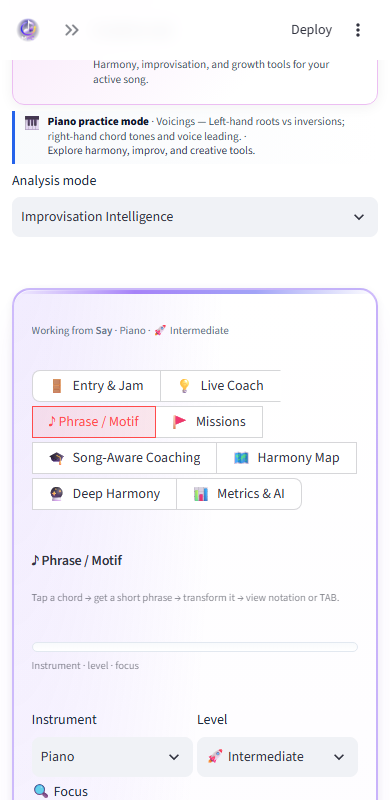 Deploy
Harmony, improvisation, and growth tools for your
active song.
🎹 Piano practice mode · Voicings — Left-hand roots vs inversions;
right-hand chord tones and voice leading. ·
Explore harmony, improv, and creative tools.
Analysis mode
Improvisation Intelligence
Working from Say · Piano · 🚀 Intermediate
🚪 Entry & Jam 💡 Live Coach
♪ Phrase / Motif 🚩 Missions
🎓 Song-Aware Coaching 🗺️ Harmony Map
🔮 Deep Harmony 📊 Metrics & AI
♪ Phrase / Motif
Tap a chord → get a short phrase → transform it → view notation or TAB.
Instrument · level · focus
Instrument Level
Piano 🚀 Intermediate
🔍 Focus